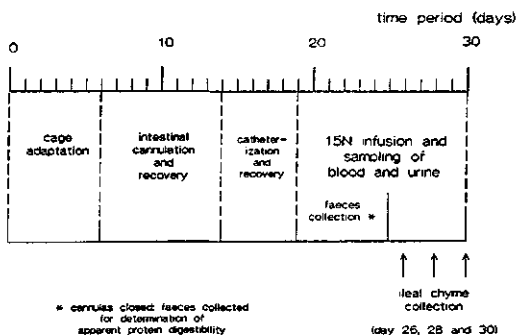 time period (days)
0 10 20 30
cage
adaptation
intestinal
cannulation
and
recovery
catheter-
ization
and
recovery
15N infusion and
sampling of
blood and urine
faeces
collection *
ileal chyme
collection
(day 26, 28 and 30)
* cannulas closed: faeces collected
for determination of
apparent protein digestibility